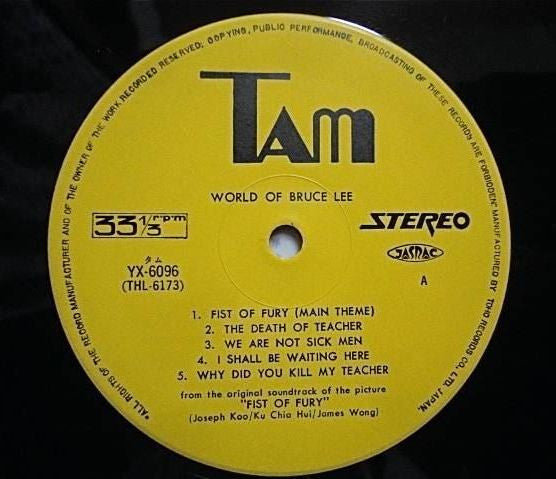 *ALL RIGHTS OF THE RECORD MANUFACTURER AND OF THE OWNER OF THE WORK RECORDED RESERVED; COPYING, PUBLIC PERFORMANCE, BROADCASTING OF THESE RECORDS ARE FORBIDDEN" MANUFACTURED BY TOHO RECORDS CO., LTD. JAPAN.
TAM
WORLD OF BRUCE LEE
33 1/3 rpm
STEREO
JASRAC
タム
YX-6096
(THL-6173)
A
1. FIST OF FURY (MAIN THEME)
2. THE DEATH OF TEACHER
3. WE ARE NOT SICK MEN
4. I SHALL BE WAITING HERE
5. WHY DID YOU KILL MY TEACHER
from the original soundtrack of the picture
"FIST OF FURY"
(Joseph Koo/Ku Chia Hui/James Wong)